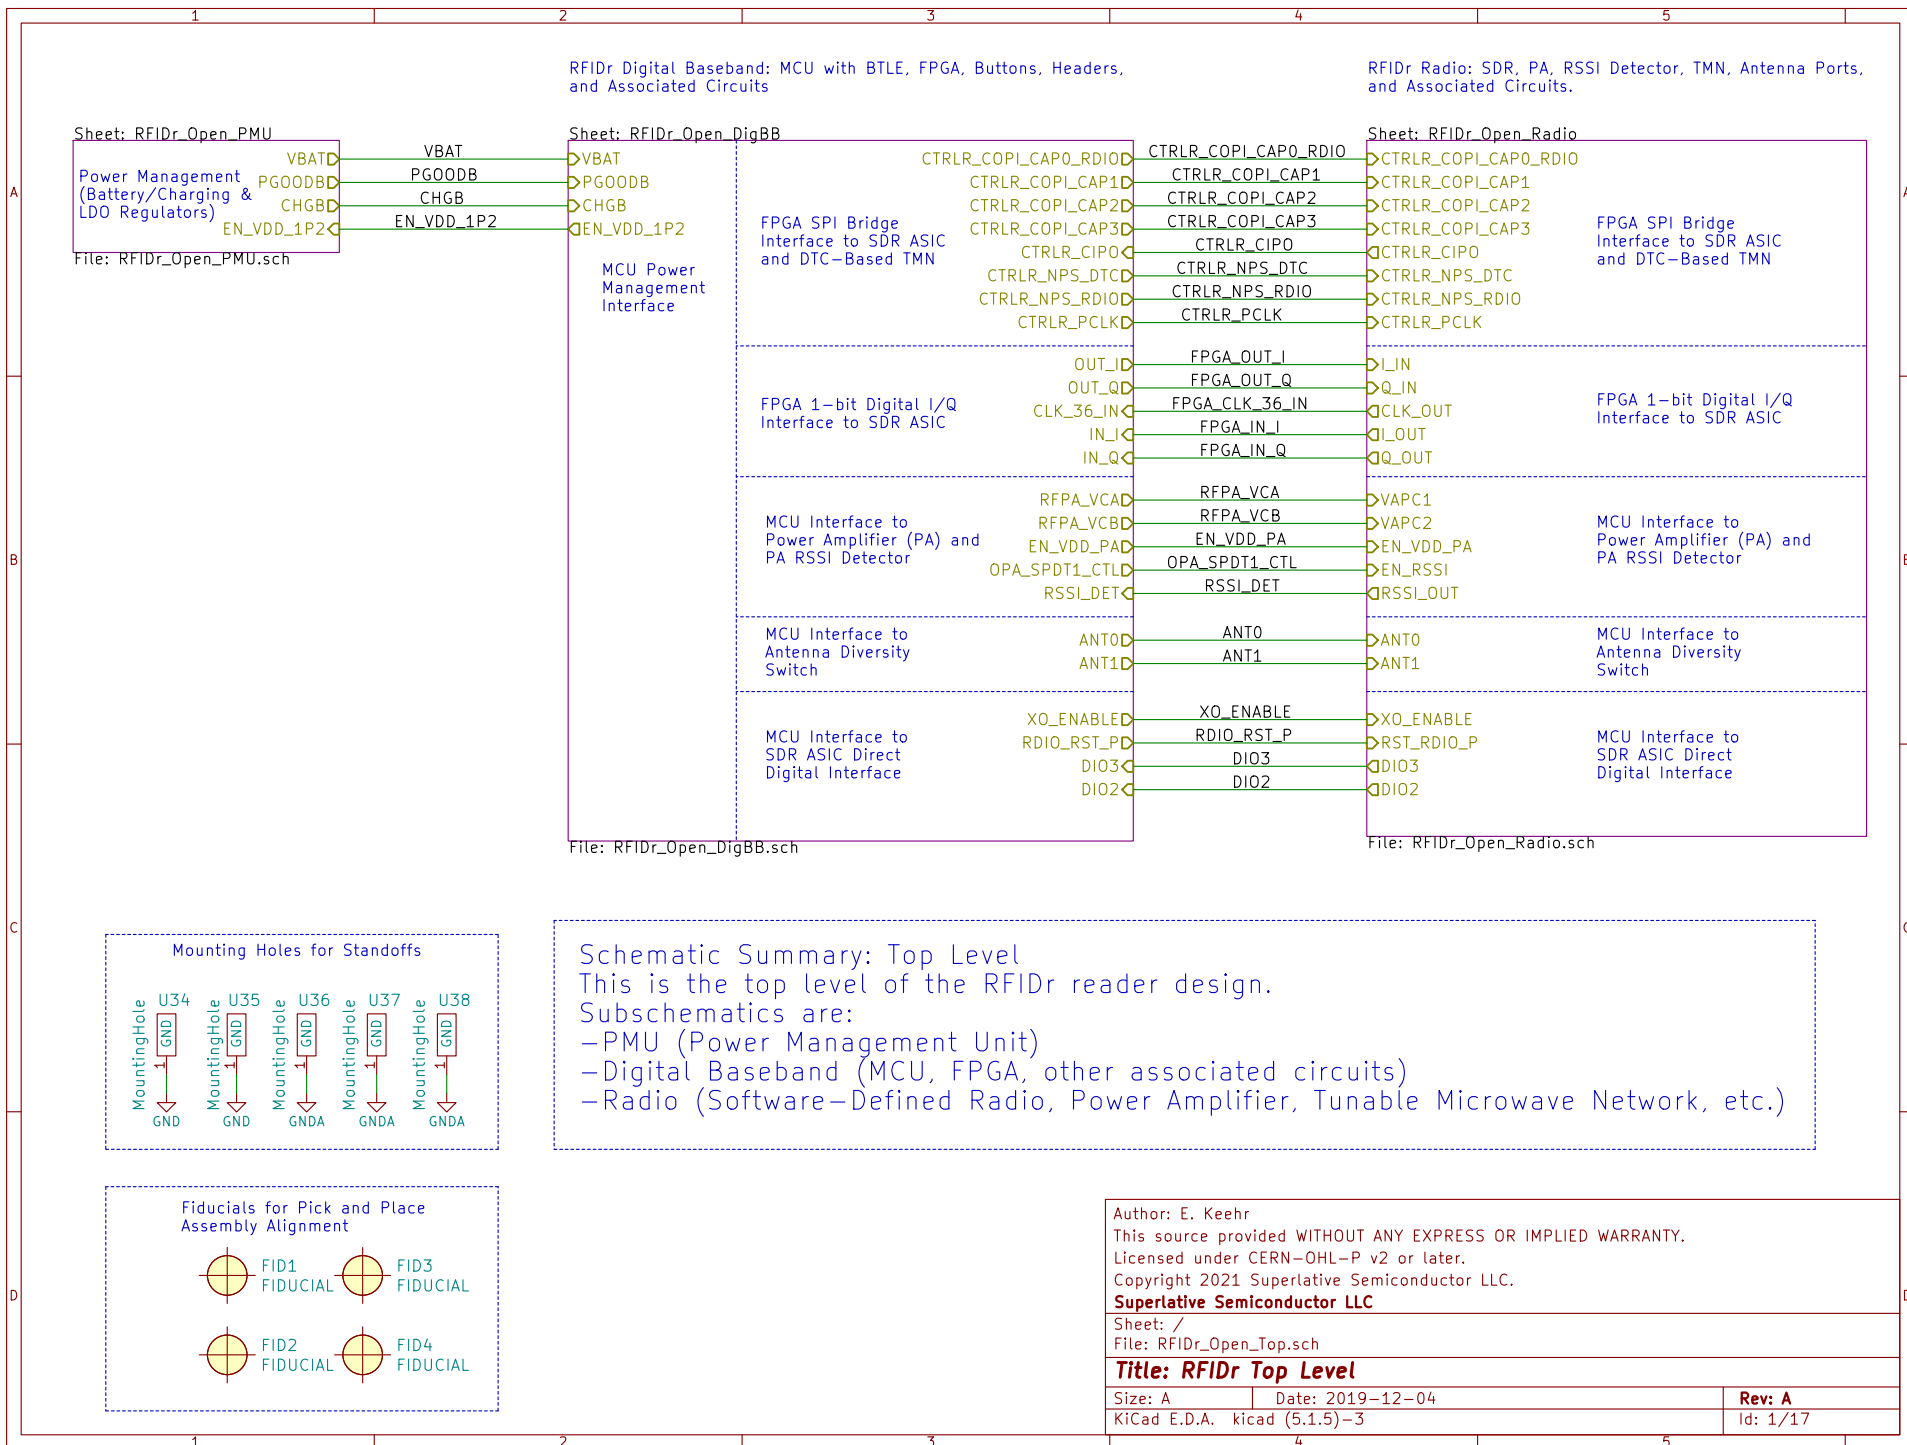 1 2 3 4 5
RFIDr Digital Baseband: MCU with BTLE, FPGA, Buttons, Headers,
and Associated Circuits
RFIDr Radio: SDR, PA, RSSI Detector, TMN, Antenna Ports,
and Associated Circuits.
Sheet: RFIDr_Open_PMU
Power Management
(Battery/Charging &
LDO Regulators)
VBAT
PGOODB
CHGB
EN_VDD_1P2
File: RFIDr_Open_PMU.sch
VBAT
PGOODB
CHGB
EN_VDD_1P2
Sheet: RFIDr_Open_DigBB
VBAT
PGOODB
CHGB
EN_VDD_1P2
MCU Power
Management
Interface
FPGA SPI Bridge
Interface to SDR ASIC
and DTC-Based TMN
CTRLR_COPI_CAP0_RDIO
CTRLR_COPI_CAP1
CTRLR_COPI_CAP2
CTRLR_COPI_CAP3
CTRLR_CIPO
CTRLR_NPS_DTC
CTRLR_NPS_RDIO
CTRLR_PCLK
FPGA 1-bit Digital I/Q
Interface to SDR ASIC
OUT_I
OUT_Q
CLK_36_IN
IN_I
IN_Q
MCU Interface to
Power Amplifier (PA) and
PA RSSI Detector
RFPA_VCA
RFPA_VCB
EN_VDD_PA
OPA_SPDT1_CTL
RSSI_DET
MCU Interface to
Antenna Diversity
Switch
ANT0
ANT1
MCU Interface to
SDR ASIC Direct
Digital Interface
XO_ENABLE
RDIO_RST_P
DIO3
DIO2
File: RFIDr_Open_DigBB.sch
CTRLR_COPI_CAP0_RDIO
CTRLR_COPI_CAP1
CTRLR_COPI_CAP2
CTRLR_COPI_CAP3
CTRLR_CIPO
CTRLR_NPS_DTC
CTRLR_NPS_RDIO
CTRLR_PCLK
FPGA_OUT_I
FPGA_OUT_Q
FPGA_CLK_36_IN
FPGA_IN_I
FPGA_IN_Q
RFPA_VCA
RFPA_VCB
EN_VDD_PA
OPA_SPDT1_CTL
RSSI_DET
ANT0
ANT1
XO_ENABLE
RDIO_RST_P
DIO3
DIO2
Sheet: RFIDr_Open_Radio
CTRLR_COPI_CAP0_RDIO
CTRLR_COPI_CAP1
CTRLR_COPI_CAP2
CTRLR_COPI_CAP3
CTRLR_CIPO
CTRLR_NPS_DTC
CTRLR_NPS_RDIO
CTRLR_PCLK
FPGA SPI Bridge
Interface to SDR ASIC
and DTC-Based TMN
I_IN
Q_IN
CLK_OUT
I_OUT
Q_OUT
FPGA 1-bit Digital I/Q
Interface to SDR ASIC
VAPC1
VAPC2
EN_VDD_PA
EN_RSSI
RSSI_OUT
MCU Interface to
Power Amplifier (PA) and
PA RSSI Detector
ANT0
ANT1
MCU Interface to
Antenna Diversity
Switch
XO_ENABLE
RST_RDIO_P
DIO3
DIO2
MCU Interface to
SDR ASIC Direct
Digital Interface
File: RFIDr_Open_Radio.sch
A
B
C
D
Mounting Holes for Standoffs
U34 U35 U36 U37 U38
MountingHole MountingHole MountingHole MountingHole MountingHole
GND GND GND GND GND
1 1 1 1 1
GND GND GNDA GNDA GNDA
Schematic Summary: Top Level
This is the top level of the RFIDr reader design.
Subschematics are:
-PMU (Power Management Unit)
-Digital Baseband (MCU, FPGA, other associated circuits)
-Radio (Software-Defined Radio, Power Amplifier, Tunable Microwave Network, etc.)
Fiducials for Pick and Place
Assembly Alignment
FID1
FIDUCIAL
FID3
FIDUCIAL
FID2
FIDUCIAL
FID4
FIDUCIAL
Author: E. Keehr
This source provided WITHOUT ANY EXPRESS OR IMPLIED WARRANTY.
Licensed under CERN-OHL-P v2 or later.
Copyright 2021 Superlative Semiconductor LLC.
Superlative Semiconductor LLC
Sheet: /
File: RFIDr_Open_Top.sch
Title: RFIDr Top Level
Size: A Date: 2019-12-04 Rev: A
KiCad E.D.A. kicad (5.1.5)-3 Id: 1/17
1 2 3 4 5